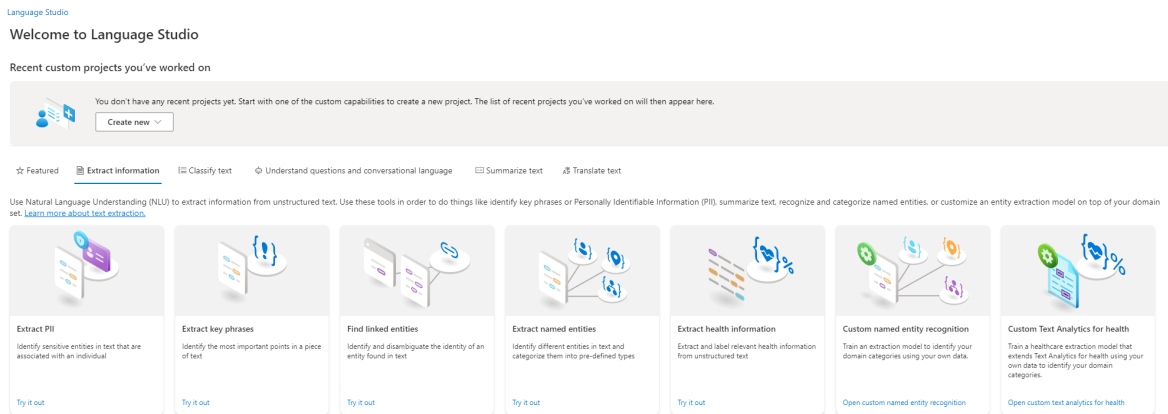 Language Studio
Welcome to Language Studio
Recent custom projects you've worked on
You don't have any recent projects yet. Start with one of the custom capabilities to create a new project. The list of recent projects you've worked on will then appear here.
Create new
Featured
Extract information
Classify text
Understand questions and conversational language
Summarize text
Translate text
Use Natural Language Understanding (NLU) to extract information from unstructured text. Use these tools in order to do things like identify key phrases or Personally Identifiable Information (PII), summarize text, recognize and categorize named entities, or customize an entity extraction model on top of your domain
set. Learn more about text extraction.
Extract PII
Identify sensitive entities in text that are
associated with an individual
Try it out
Extract key phrases
Identify the most important points in a piece
of text
Try it out
Find linked entities
Identify and disambiguate the identity of an
entity found in text
Try it out
Extract named entities
Identify different entities in text and
categorize them into pre-defined types
Try it out
Extract health information
Extract and label relevant health information
from unstructured text
Try it out
Custom named entity recognition
Train an extraction model to identify your
domain categories using your own data.
Open custom named entity recognition
Custom Text Analytics for health
Train a healthcare extraction model that
extends Text Analytics for health using your
own data to identify your domain
categories.
Open custom text analytics for health